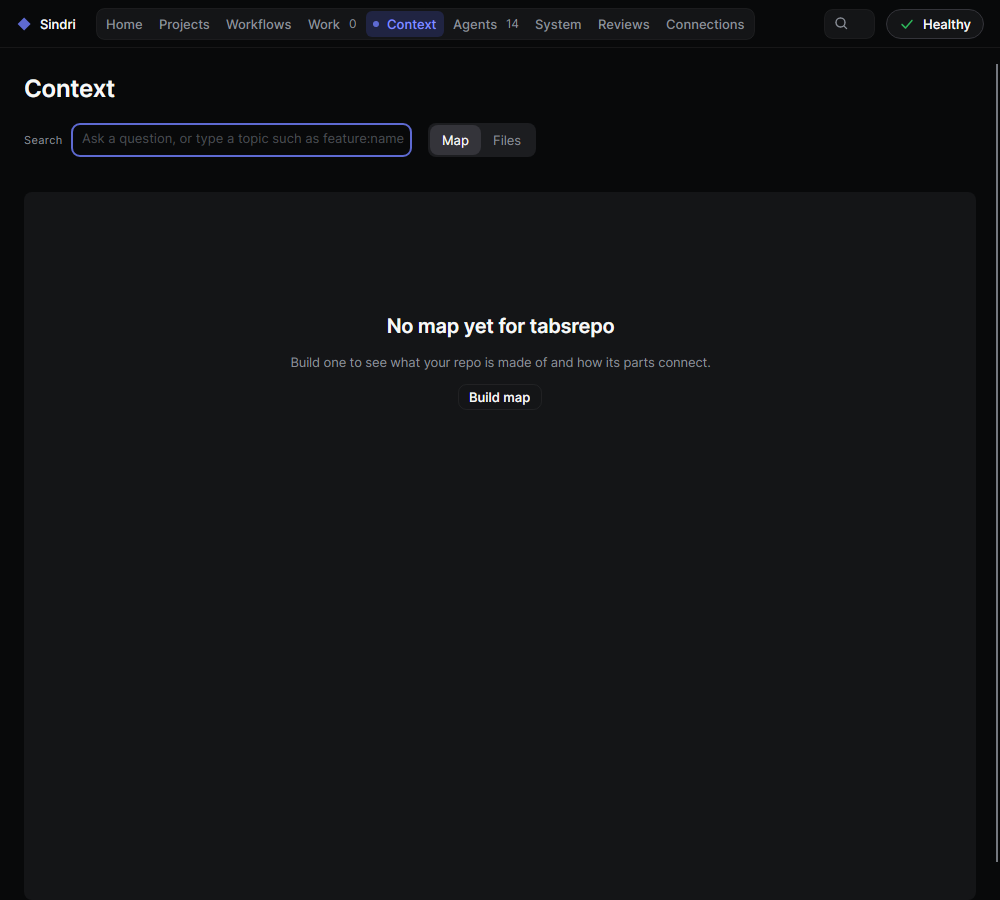 Sindri
Home Projects Workflows Work 0 Context Agents 14 System Reviews Connections
Healthy
Context
Search Ask a question, or type a topic such as feature:name Map Files
No map yet for tabsrepo
Build one to see what your repo is made of and how its parts connect.
Build map